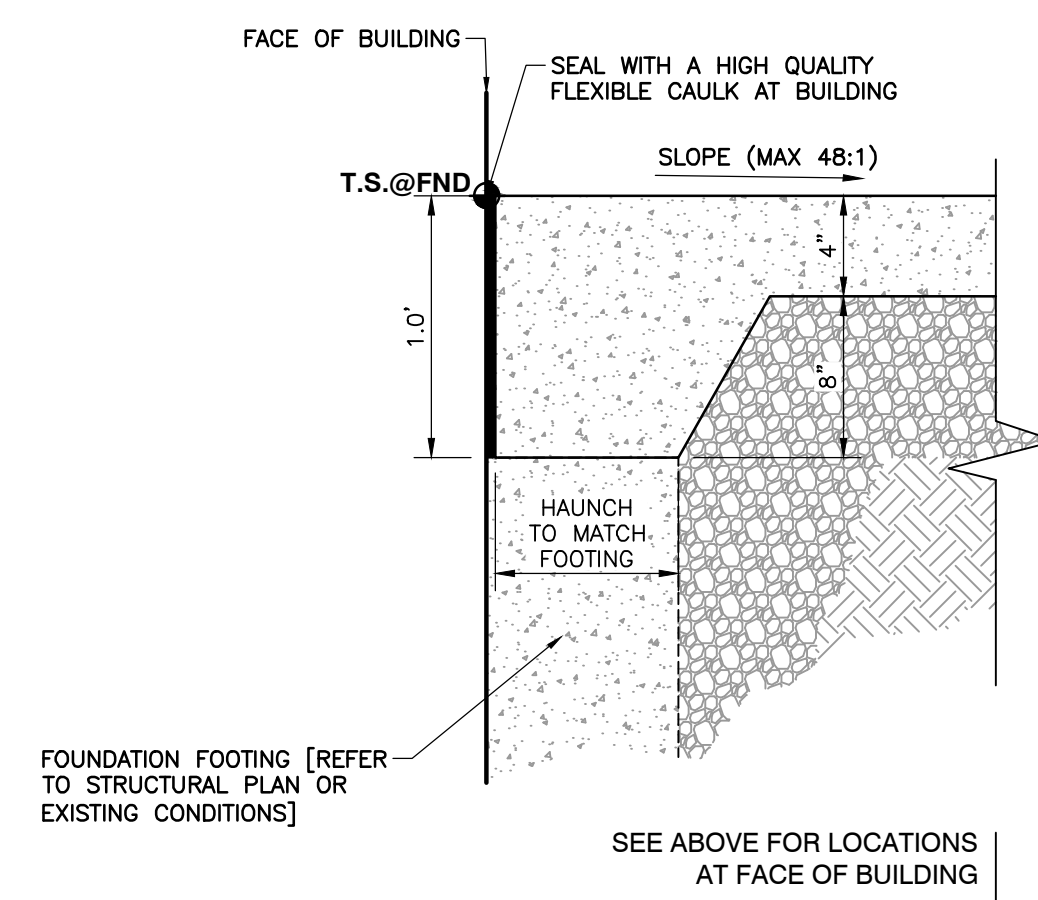 FACE OF BUILDING
SEAL WITH A HIGH QUALITY
FLEXIBLE CAULK AT BUILDING
SLOPE (MAX 48:1)
T.S.@FND
4"
1.0'
8"
HAUNCH
TO MATCH
FOOTING
FOUNDATION FOOTING [REFER
TO STRUCTURAL PLAN OR
EXISTING CONDITIONS]
SEE ABOVE FOR LOCATIONS
AT FACE OF BUILDING